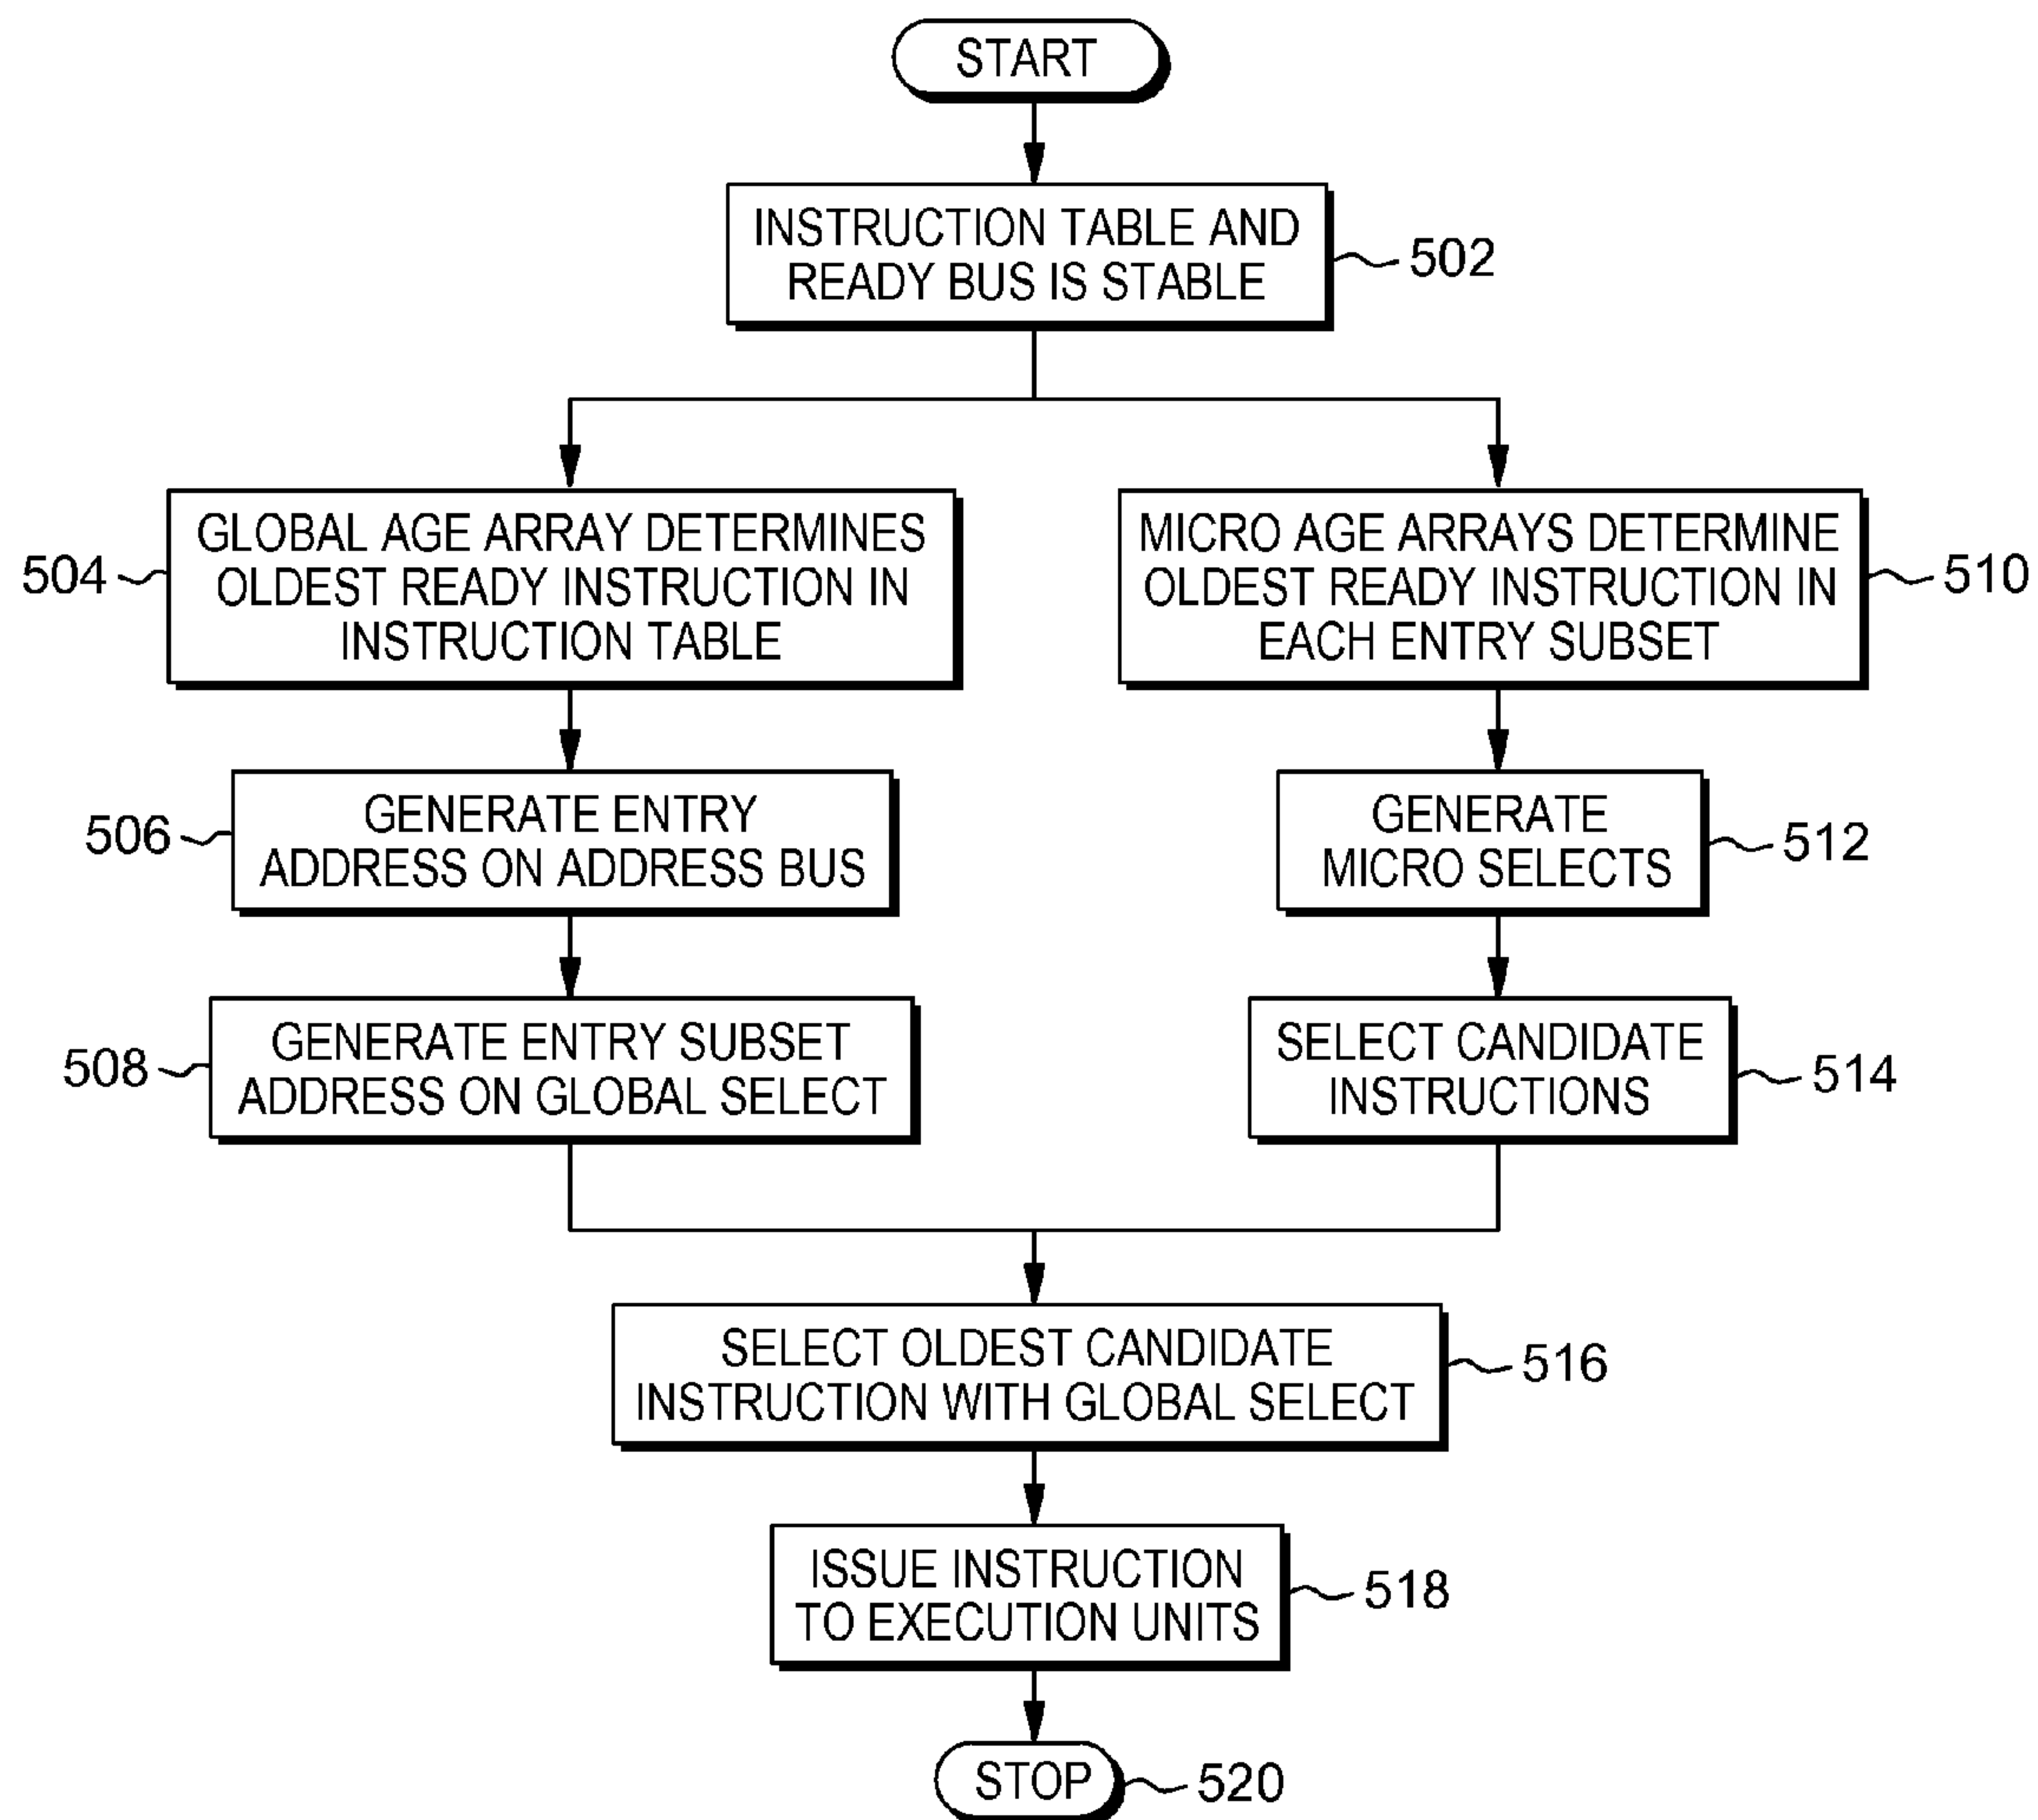 START
INSTRUCTION TABLE AND
READY BUS IS STABLE
502
GLOBAL AGE ARRAY DETERMINES
OLDEST READY INSTRUCTION IN
INSTRUCTION TABLE
504
MICRO AGE ARRAYS DETERMINE
OLDEST READY INSTRUCTION IN
EACH ENTRY SUBSET
510
GENERATE ENTRY
ADDRESS ON ADDRESS BUS
506
GENERATE
MICRO SELECTS
512
GENERATE ENTRY SUBSET
ADDRESS ON GLOBAL SELECT
508
SELECT CANDIDATE
INSTRUCTIONS
514
SELECT OLDEST CANDIDATE
INSTRUCTION WITH GLOBAL SELECT
516
ISSUE INSTRUCTION
TO EXECUTION UNITS
518
STOP
520